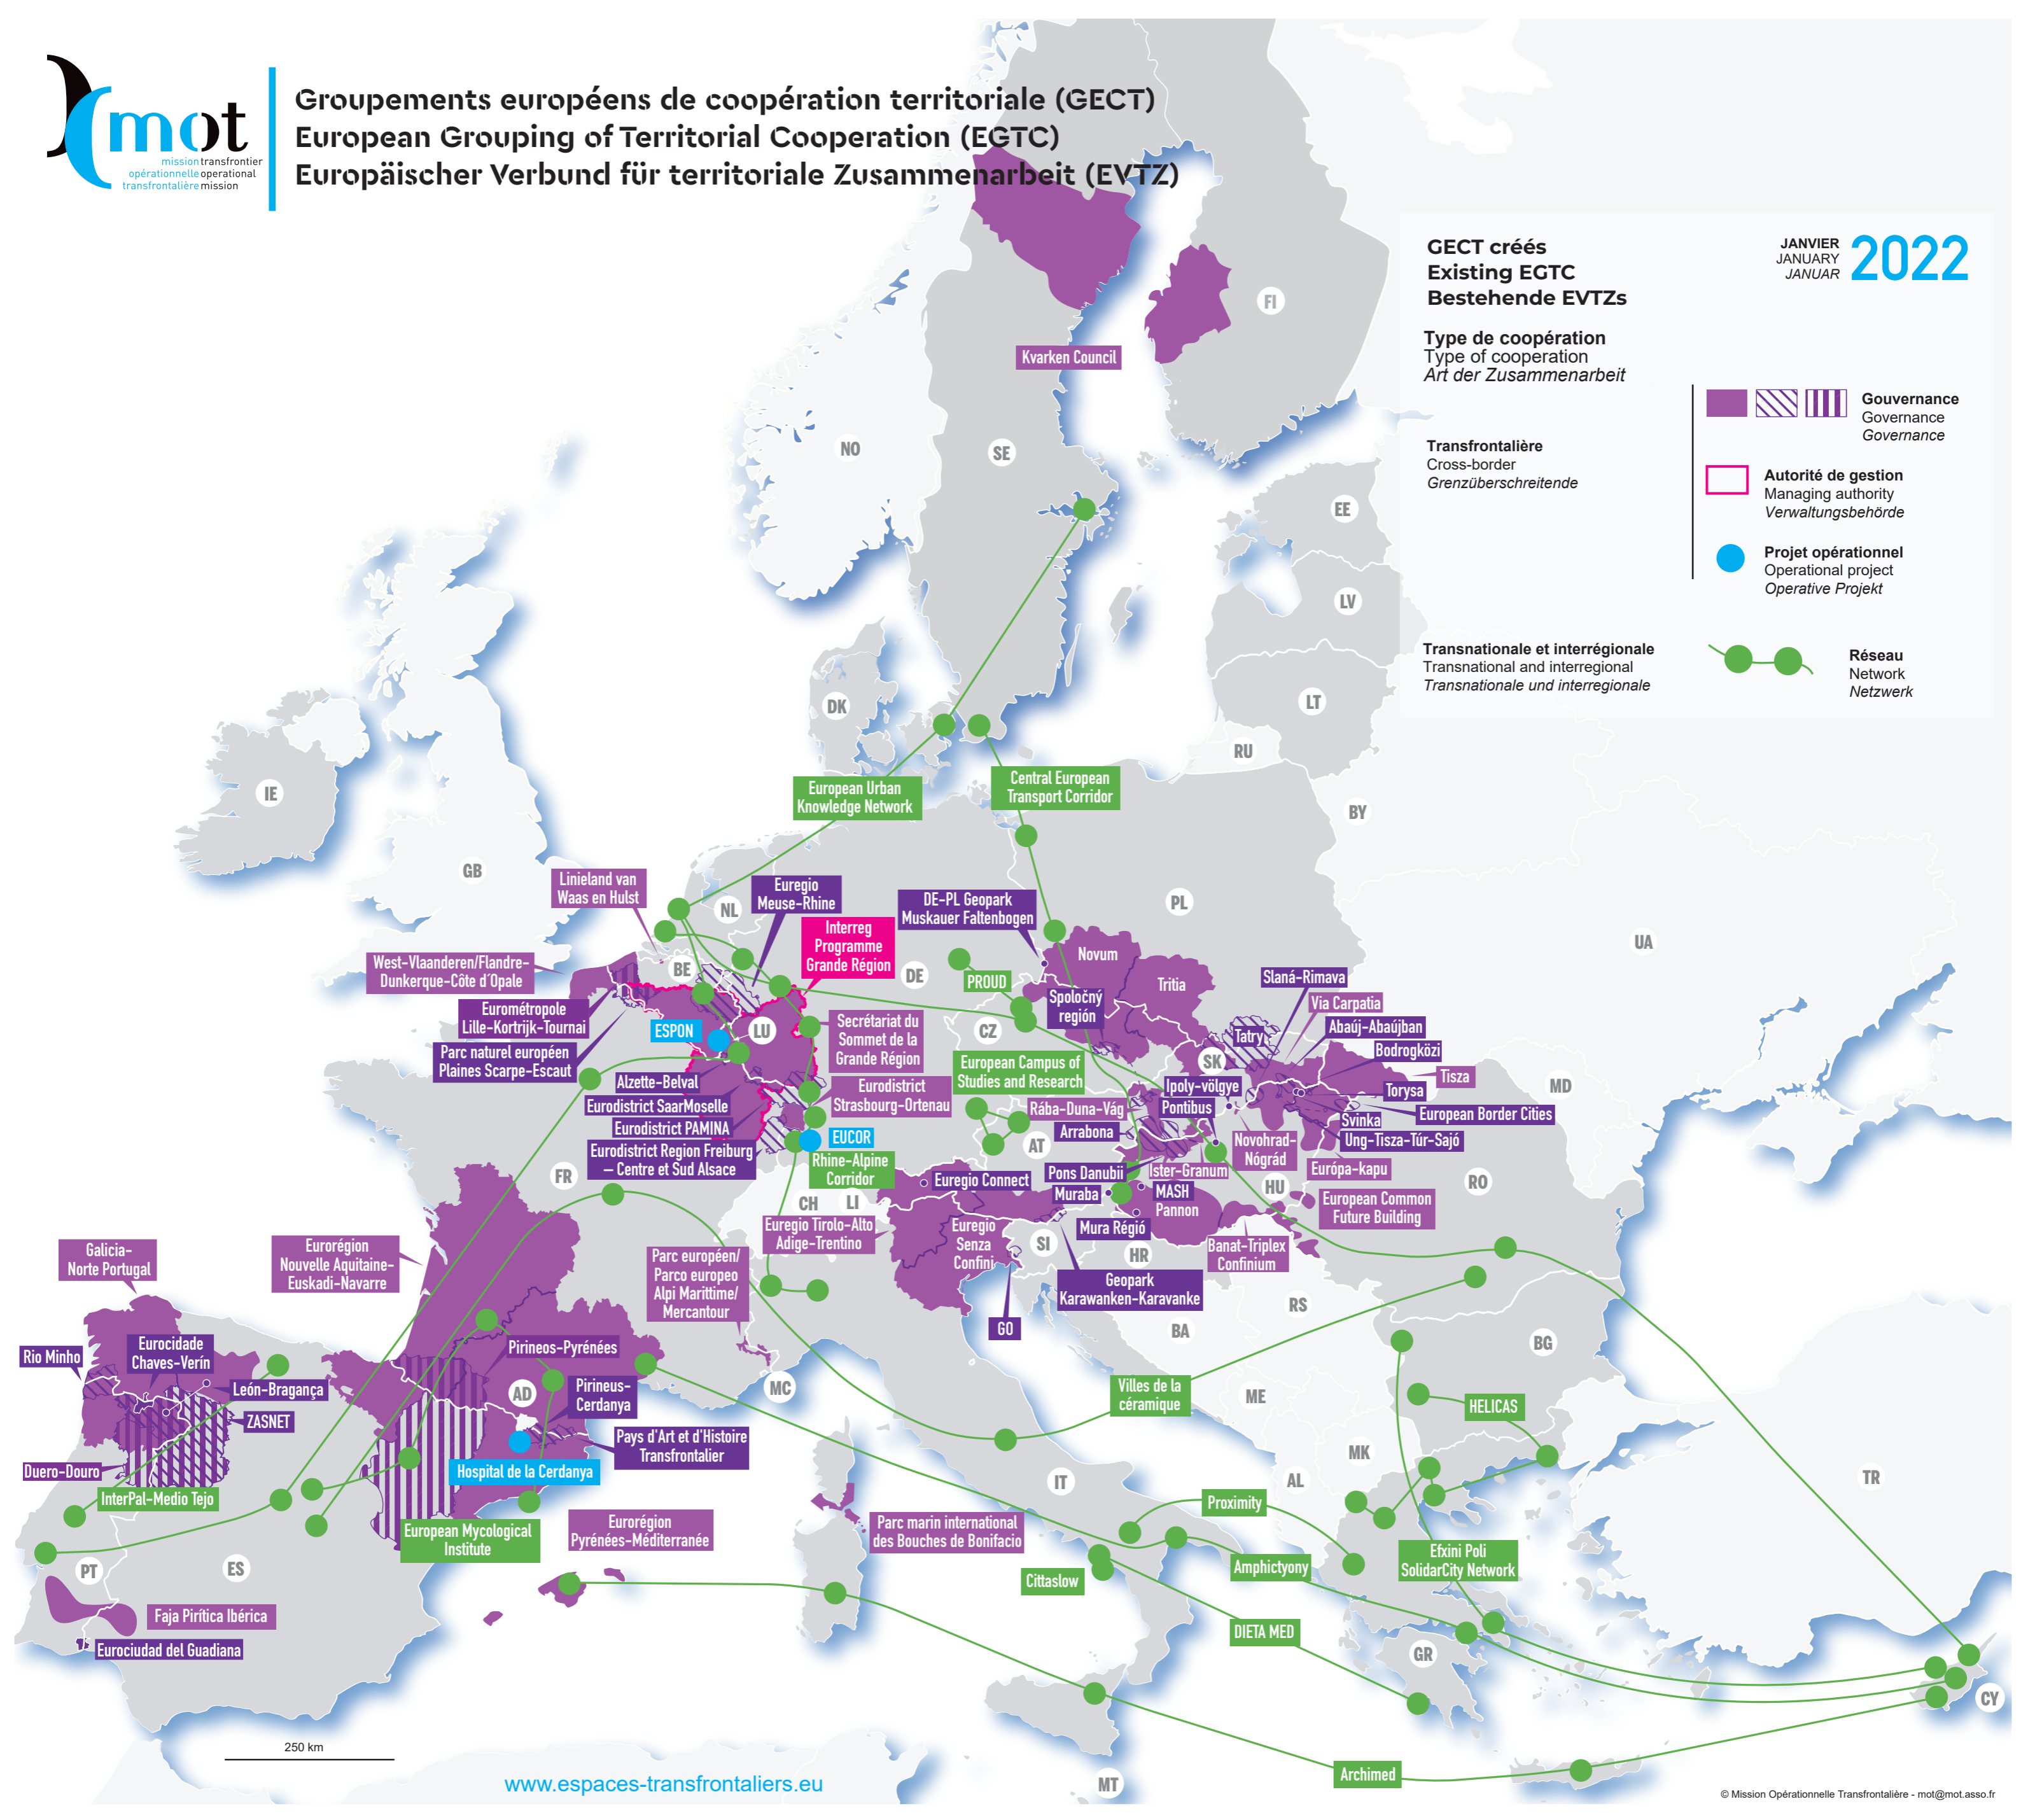 mot
mission transfrontier
opérationnelle operational
transfrontalière mission
Groupements européens de coopération territoriale (GECT)
European Grouping of Territorial Cooperation (EGTC)
Europäischer Verbund für territoriale Zusammenarbeit (EVTZ)
GECT créés
Existing EGTC
Bestehende EVTZs
JANVIER
JANUARY
JANUAR
2022
Type de coopération
Type of cooperation
Art der Zusammenarbeit
Gouvernance
Governance
Governance
Transfrontalière
Cross-border
Grenzüberschreitende
Autorité de gestion
Managing authority
Verwaltungsbehörde
Projet opérationnel
Operational project
Operative Projekt
Transnationale et interrégionale
Transnational and interregional
Transnationale und interregionale
Réseau
Network
Netzwerk
FI
Kvarken Council
NO
SE
EE
LV
DK
LT
RU
IE
European Urban
Knowledge Network
Central European
Transport Corridor
BY
GB
Linieland van
Waas en Hulst
Euregio
Meuse-Rhine
NL
DE-PL Geopark
Muskauer Faltenbogen
PL
UA
Interreg
Programme
Grande Région
West-Vlaanderen/Flandre-
Dunkerque-Côte d'Opale
BE
DE
Novum
PROUD
Tritia
Slaná-Rimava
Via Carpatia
Eurométropole
Lille-Kortrijk-Tournai
Spoločný
región
ESPON
LU
Secrétariat du
Sommet de la
Grande Région
CZ
Tatry
Abaúj-Abaújban
Parc naturel européen
Plaines Scarpe-Escaut
European Campus of
Studies and Research
SK
Bodrogközi
Tisza
MD
Alzette-Belval
Eurodistrict
Strasbourg-Ortenau
Ipoly-völgye
Torysa
Eurodistrict SaarMoselle
Rába-Duna-Vág
Pontibus
European Border Cities
Svinka
Eurodistrict PAMINA
Arrabona
EUCOR
Novohrad-
Nógrád
Ung-Tisza-Túr-Sajó
Eurodistrict Region Freiburg
– Centre et Sud Alsace
AT
Rhine-Alpine
Corridor
Pons Danubii
Ister-Granum
Európa-kapu
FR
Euregio Connect
Muraba
MASH
HU
RO
CH
LI
Pannon
European Common
Future Building
Euregio Tirolo-Alto
Adige-Trentino
Euregio
Senza
Confini
Mura Régió
SI
HR
Banat-Triplex
Confinium
Galicia-
Norte Portugal
Eurorégion
Nouvelle Aquitaine-
Euskadi-Navarre
Parc européen/
Parco europeo
Alpi Marittime/
Mercantour
Geopark
Karawanken-Karavanke
RS
GO
BA
BG
Rio Minho
Eurocidade
Chaves-Verín
Pirineos-Pyrénées
León-Bragança
AD
Pirineus-
Cerdanya
MC
Villes de la
céramique
ME
HELICAS
ZASNET
Pays d'Art et d'Histoire
Transfrontalier
MK
Duero-Douro
Hospital de la Cerdanya
IT
AL
TR
InterPal-Medio Tejo
Proximity
European Mycological
Institute
Eurorégion
Pyrénées-Méditerranée
Parc marin international
des Bouches de Bonifacio
Efxini Poli
SolidarCity Network
PT
ES
Cittaslow
Amphictyony
Faja Pirítica Ibérica
DIETA MED
Eurociudad del Guadiana
GR
CY
250 km
Archimed
www.espaces-transfrontaliers.eu
MT
© Mission Opérationnelle Transfrontalière - mot@mot.asso.fr